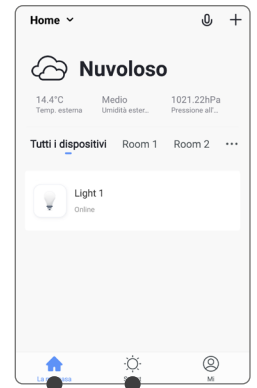 Home
Nuvoloso
14.4°C Medio 1021.22hPa
Temp. esterna Umidità ester.. Pressione all'...
Tutti i dispositivi Room 1 Room 2
Light 1
Online
Mi